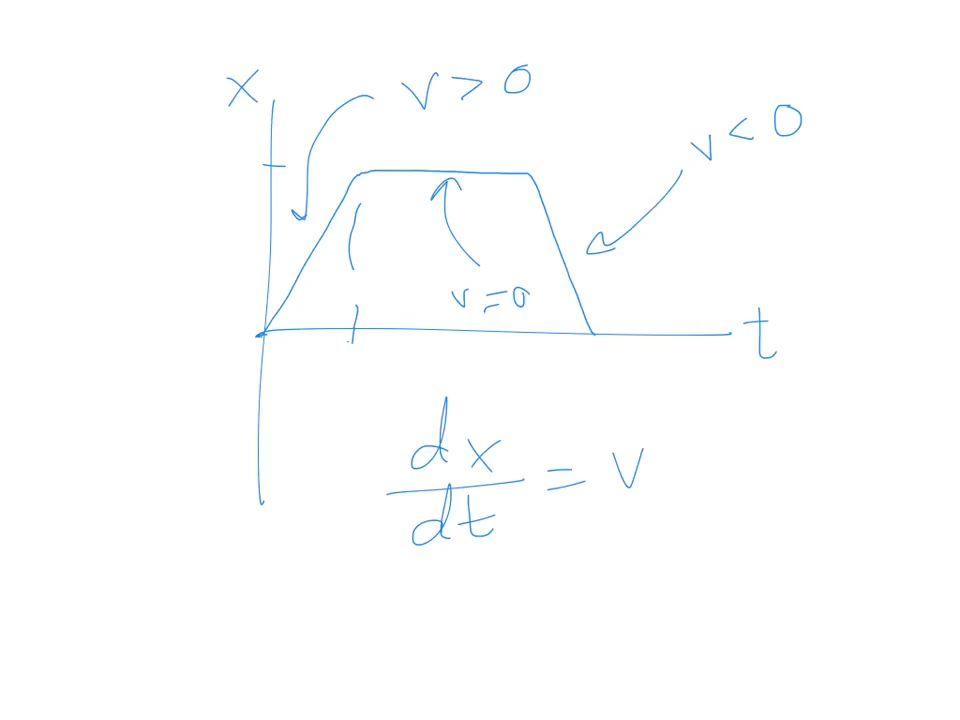 x
v > 0
v < 0
v = 0
t
dx
dt
= v